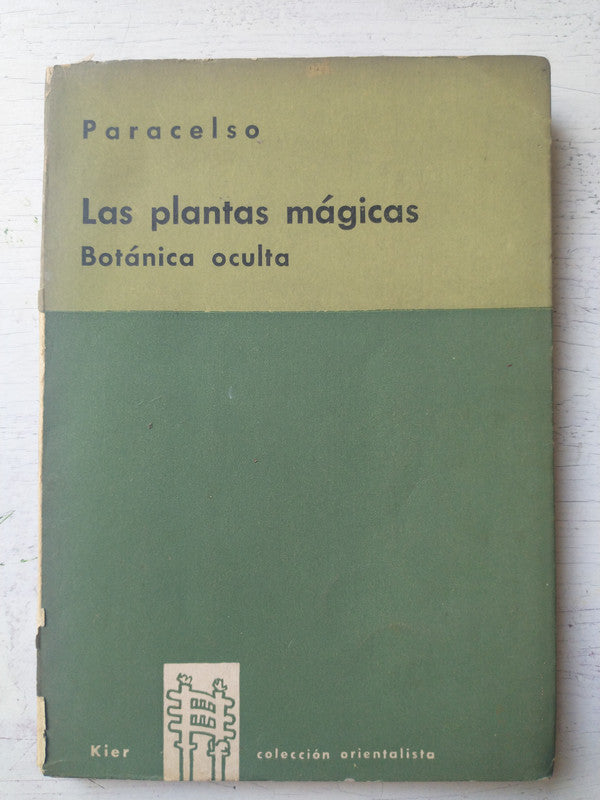 Paracelso
Las plantas mágicas
Botánica oculta
Kier colección orientalista